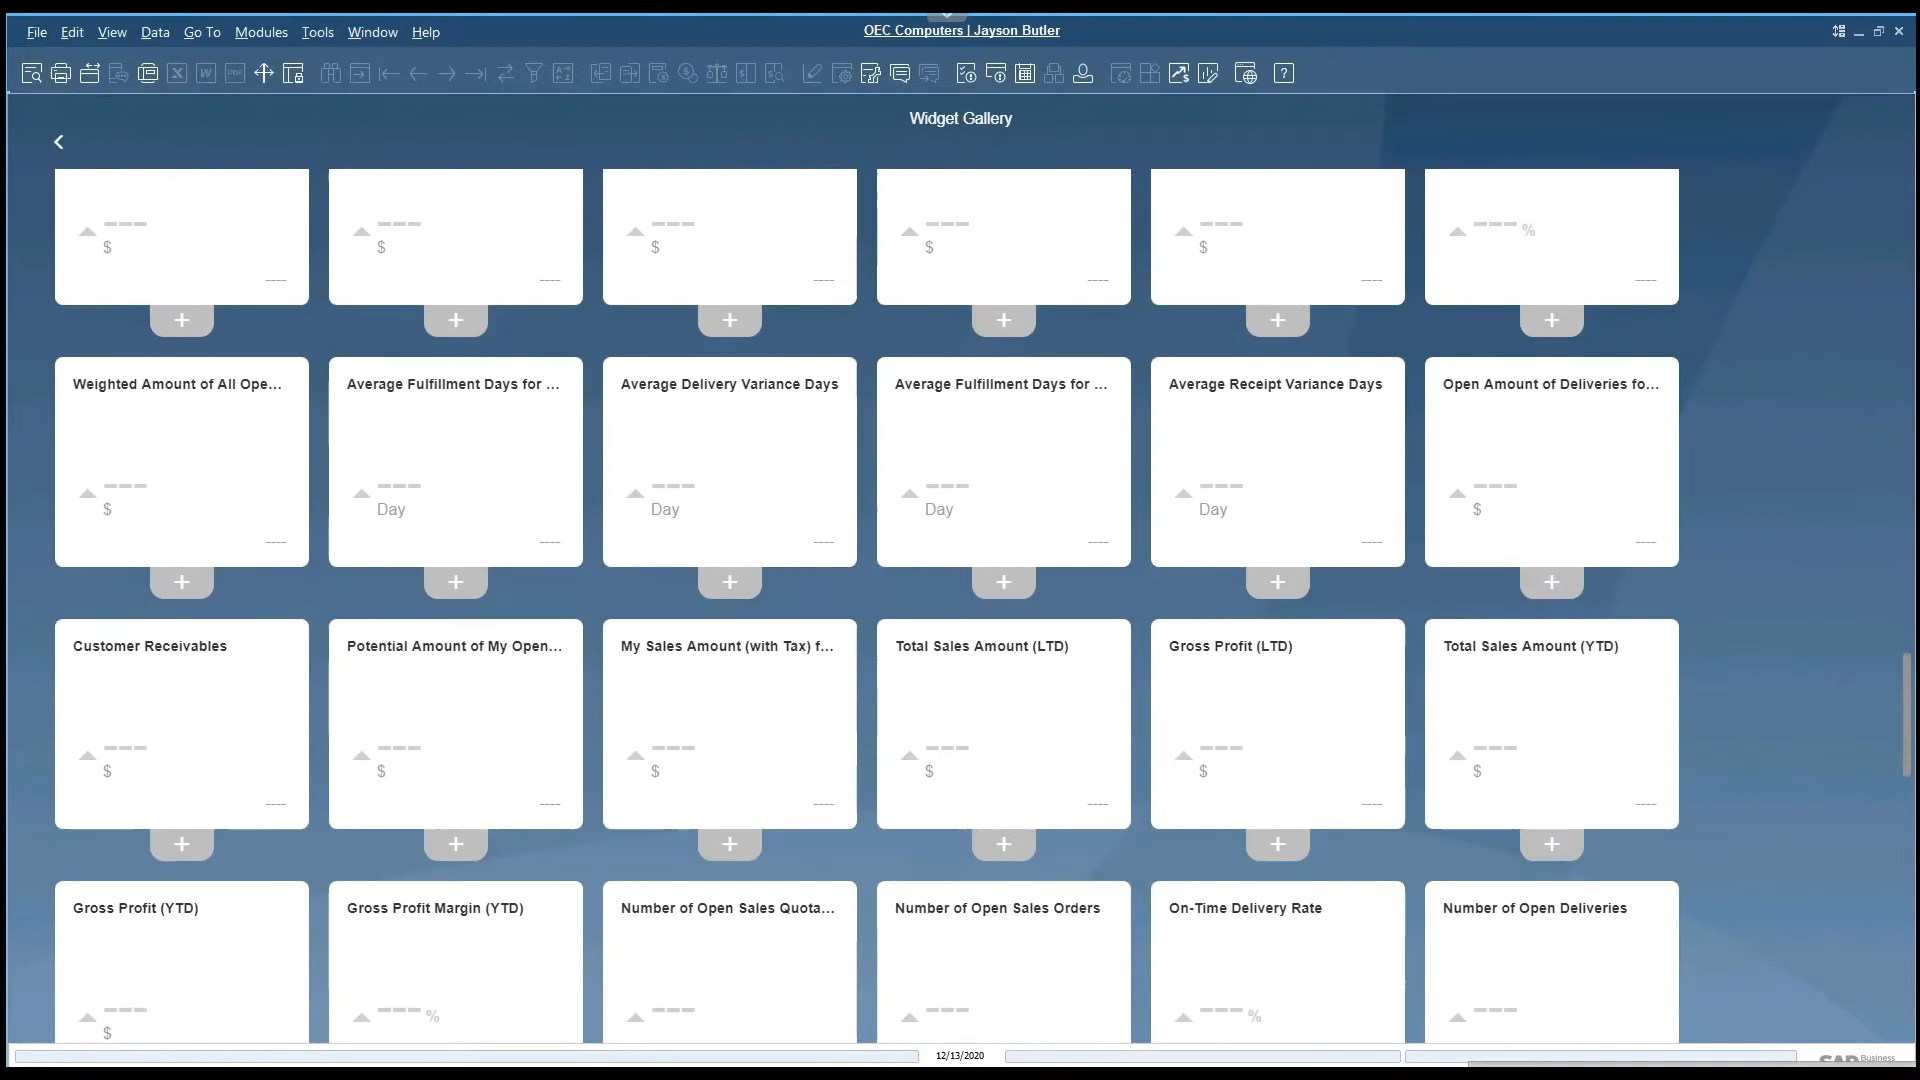 File Edit View Data Go To Modules Tools Window Help
OEC Computers | Jayson Butler
Widget Gallery
$ $ $ $ $ %
Weighted Amount of All Ope... Average Fulfillment Days for ... Average Delivery Variance Days Average Fulfillment Days for ... Average Receipt Variance Days Open Amount of Deliveries fo...
$ Day Day Day Day $
Customer Receivables Potential Amount of My Open... My Sales Amount (with Tax) f... Total Sales Amount (LTD) Gross Profit (LTD) Total Sales Amount (YTD)
$ $ $ $ $ $
Gross Profit (YTD) Gross Profit Margin (YTD) Number of Open Sales Quota... Number of Open Sales Orders On-Time Delivery Rate Number of Open Deliveries
$ % %
12/13/2020
SAP Business